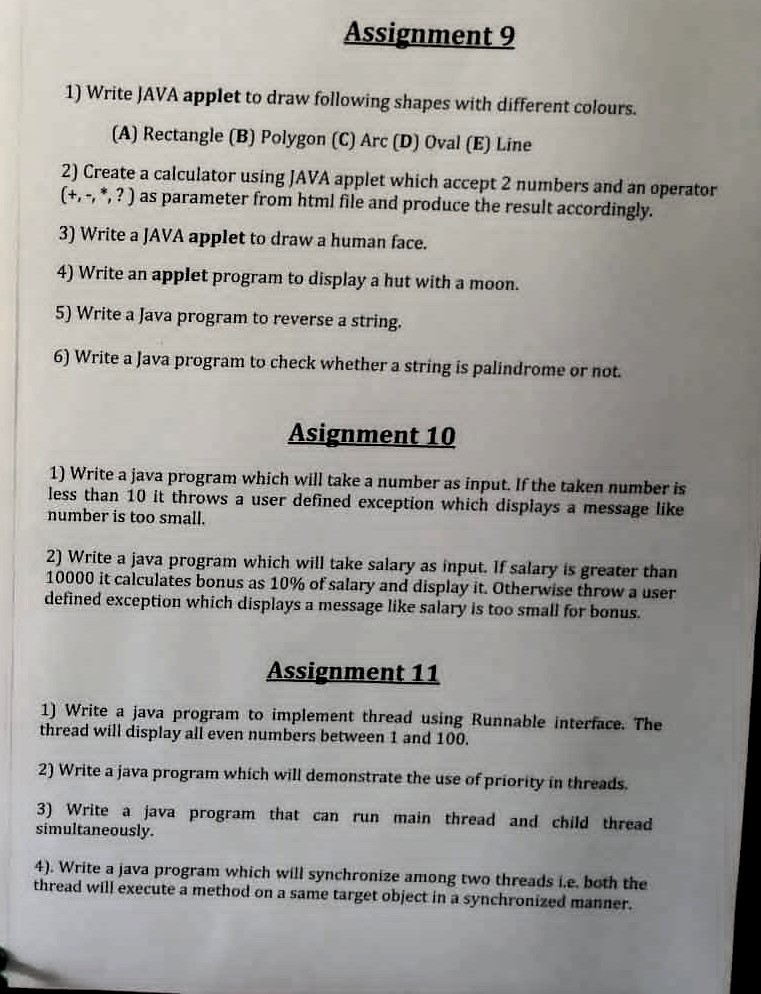 Assignment 9
1) Write JAVA applet to draw following shapes with different colours.
(A) Rectangle (B) Polygon (C) Arc (D) Oval (E) Line
2) Create a calculator using JAVA applet which accept 2 numbers and an operator
(+, -, *, ? ) as parameter from html file and produce the result accordingly.
3) Write a JAVA applet to draw a human face.
4) Write an applet program to display a hut with a moon.
5) Write a Java program to reverse a string.
6) Write a Java program to check whether a string is palindrome or not.
Asignment 10
1) Write a java program which will take a number as input. If the taken number is
less than 10 it throws a user defined exception which displays a message like
number is too small.
2) Write a java program which will take salary as input. If salary is greater than
10000 it calculates bonus as 10% of salary and display it. Otherwise throw a user
defined exception which displays a message like salary is too small for bonus.
Assignment 11
1) Write a java program to implement thread using Runnable interface. The
thread will display all even numbers between 1 and 100.
2) Write a java program which will demonstrate the use of priority in threads.
3) Write a java program that can run main thread and child thread
simultaneously.
4). Write a java program which will synchronize among two threads i.e. both the
thread will execute a method on a same target object in a synchronized manner.